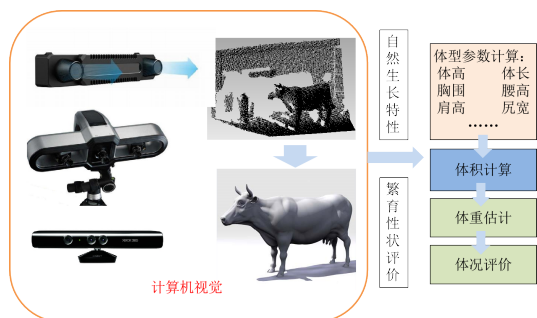 自然生长特性
繁育性状评价
体型参数计算：
体高 体长
胸围 腰高
肩高 尻宽
……
体积计算
体重估计
体况评价
计算机视觉